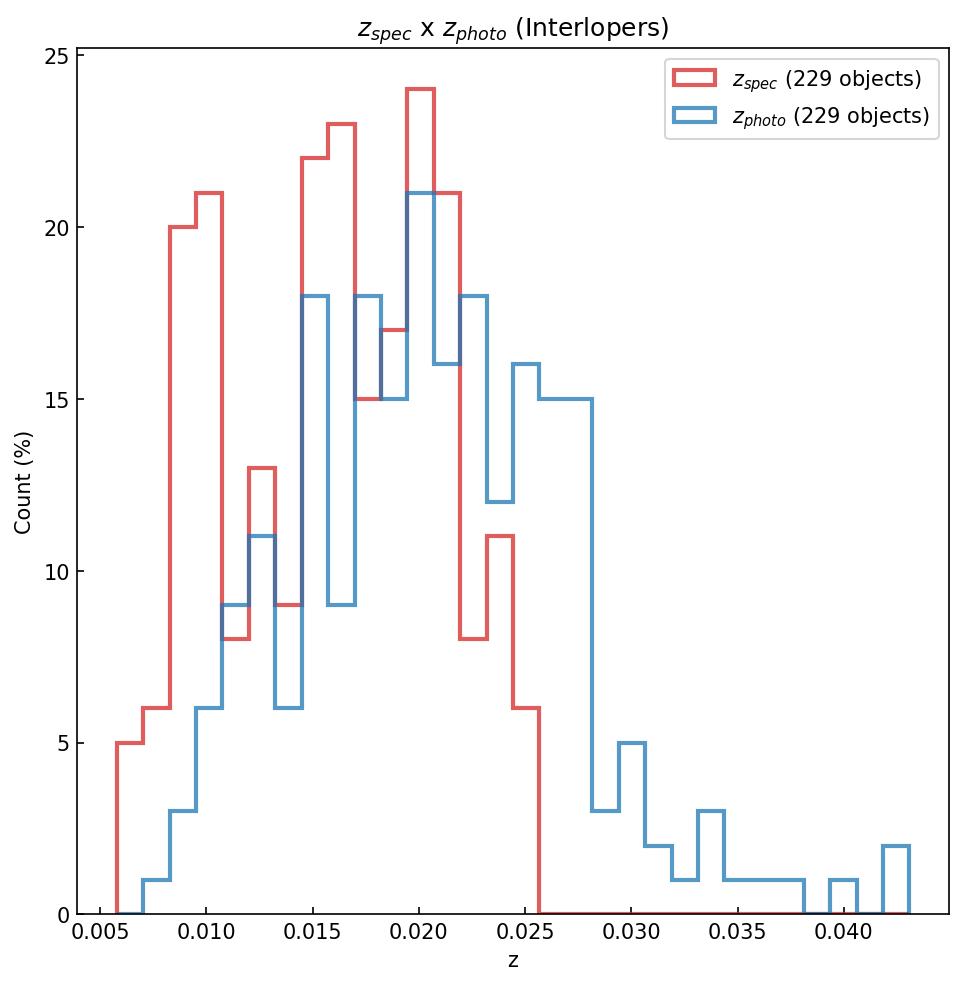 z_spec x z_photo (Interlopers)
z_spec (229 objects)
z_photo (229 objects)
Count (%)
25
20
15
10
5
0
0.005 0.010 0.015 0.020 0.025 0.030 0.035 0.040
z